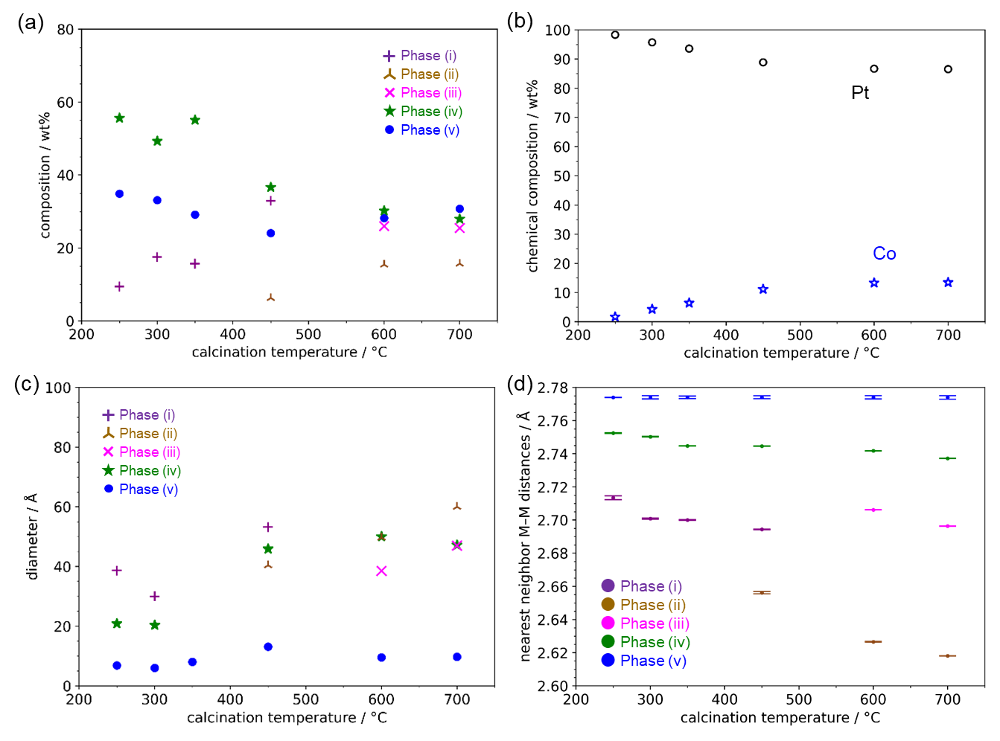 (a)
80
60
40
20
0
composition / wt%
Phase (i)
Phase (ii)
Phase (iii)
Phase (iv)
Phase (v)
200 300 400 500 600 700
calcination temperature / °C
(b)
100
90
80
70
60
50
40
30
20
10
0
chemical composition / wt%
Pt
Co
200 300 400 500 600 700
calcination temperature / °C
(c)
100
80
60
40
20
0
diameter / Å
Phase (i)
Phase (ii)
Phase (iii)
Phase (iv)
Phase (v)
200 300 400 500 600 700
calcination temperature / °C
(d)
2.78
2.76
2.74
2.72
2.70
2.68
2.66
2.64
2.62
2.60
nearest neighbor M–M distances / Å
Phase (i)
Phase (ii)
Phase (iii)
Phase (iv)
Phase (v)
200 300 400 500 600 700
calcination temperature / °C